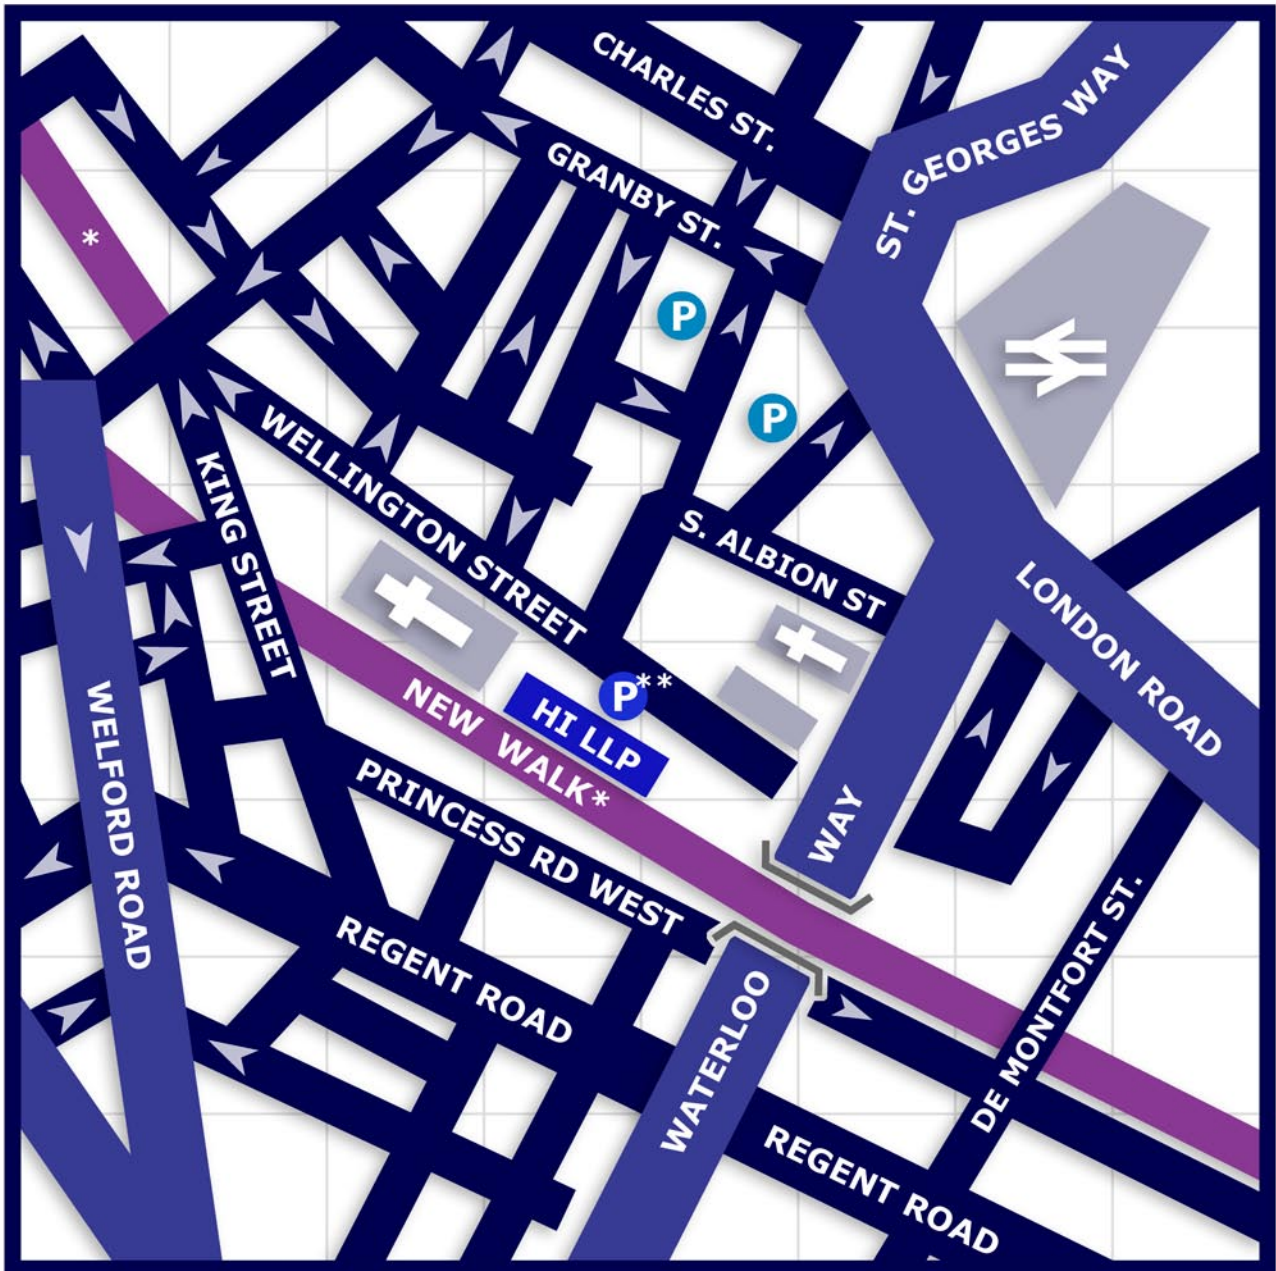 CHARLES ST.
ST. GEORGES WAY
GRANBY ST.
*
P
P
WELLINGTON STREET
KING STREET
S. ALBION ST
LONDON ROAD
P**
HI LLP
NEW WALK*
WELFORD ROAD
PRINCESS RD WEST
WAY
REGENT ROAD
WATERLOO
DE MONTFORT ST.
REGENT ROAD